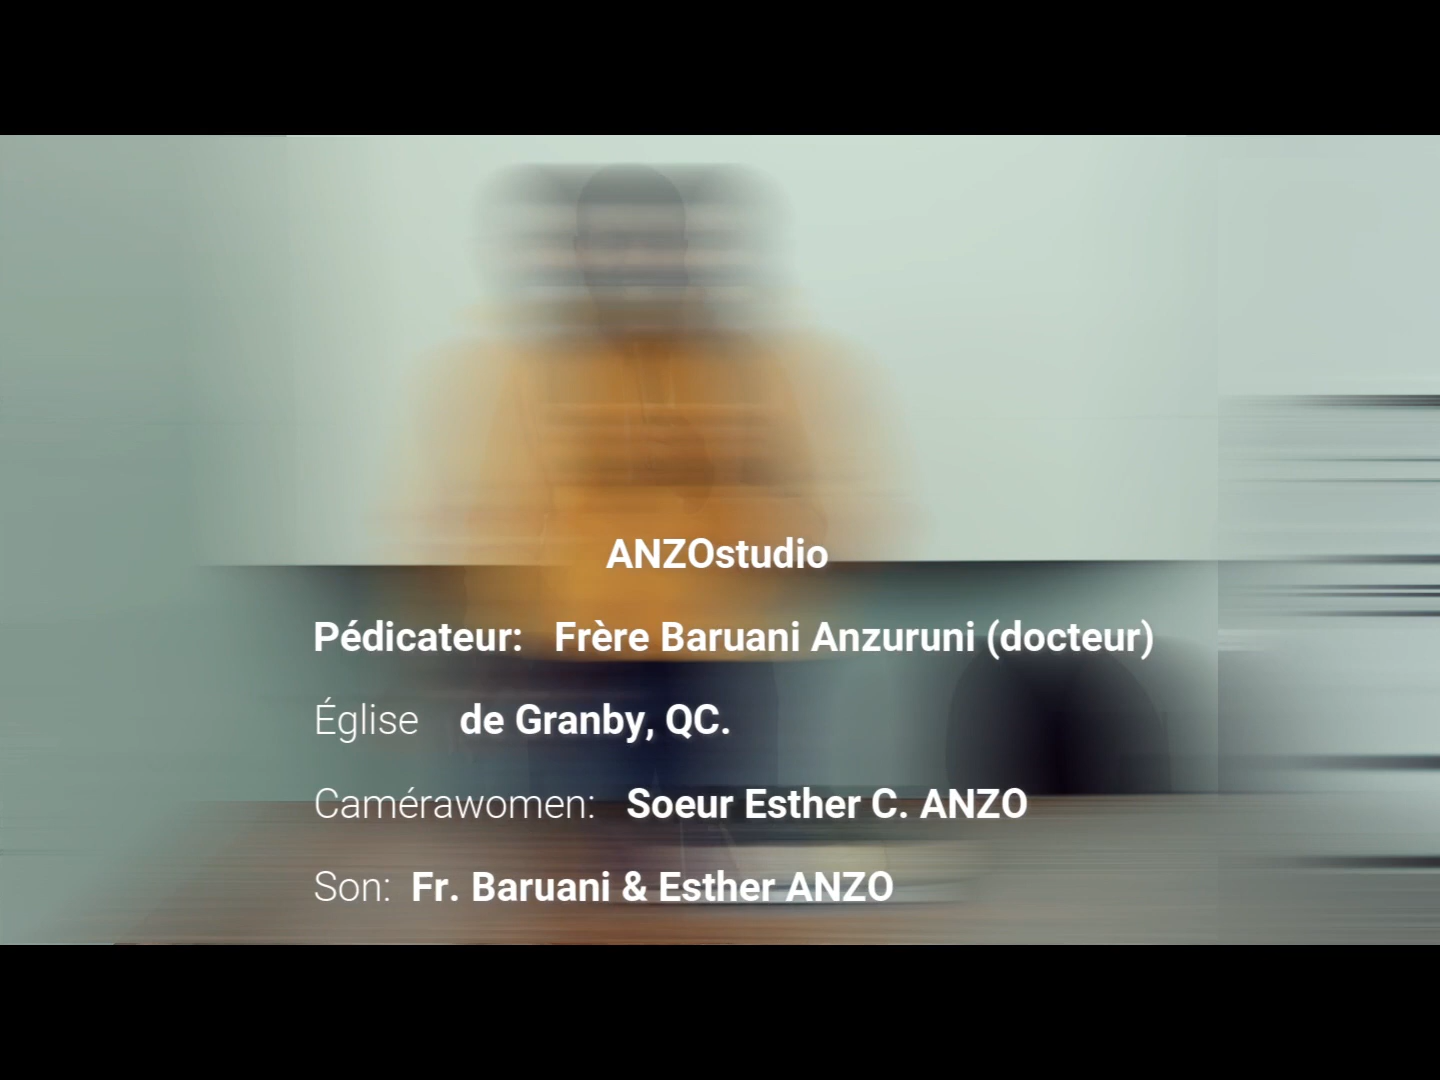 ANZOstudio
Pédicateur: Frère Baruani Anzuruni (docteur)
Église de Granby, QC.
Camérawomen: Soeur Esther C. ANZO
Son: Fr. Baruani & Esther ANZO